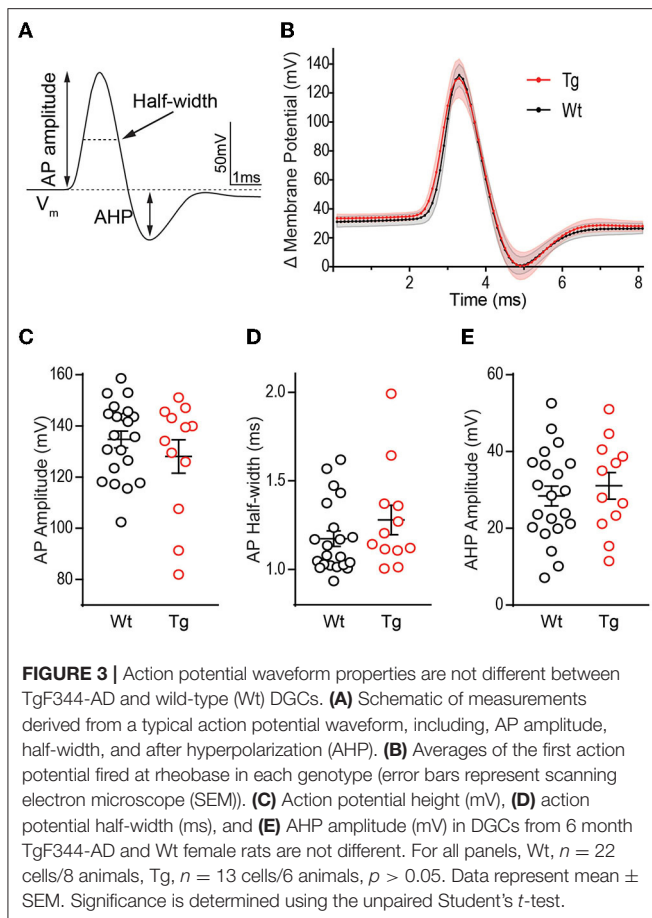 A
AP amplitude
Half-width
50mV
1ms
Vm
AHP
B
Δ Membrane Potential (mV)
140
120
100
80
60
40
20
0
2
4
6
8
Time (ms)
Tg
Wt
C
AP Amplitude (mV)
160
140
120
100
80
Wt
Tg
D
AP Half-width (ms)
2.0
1.5
1.0
Wt
Tg
E
AHP Amplitude (mV)
60
40
20
0
Wt
Tg
FIGURE 3 | Action potential waveform properties are not different between
TgF344-AD and wild-type (Wt) DGCs. (A) Schematic of measurements
derived from a typical action potential waveform, including, AP amplitude,
half-width, and after hyperpolarization (AHP). (B) Averages of the first action
potential fired at rheobase in each genotype (error bars represent scanning
electron microscope (SEM)). (C) Action potential height (mV), (D) action
potential half-width (ms), and (E) AHP amplitude (mV) in DGCs from 6 month
TgF344-AD and Wt female rats are not different. For all panels, Wt, n = 22
cells/8 animals, Tg, n = 13 cells/6 animals, p > 0.05. Data represent mean ±
SEM. Significance is determined using the unpaired Student's t-test.